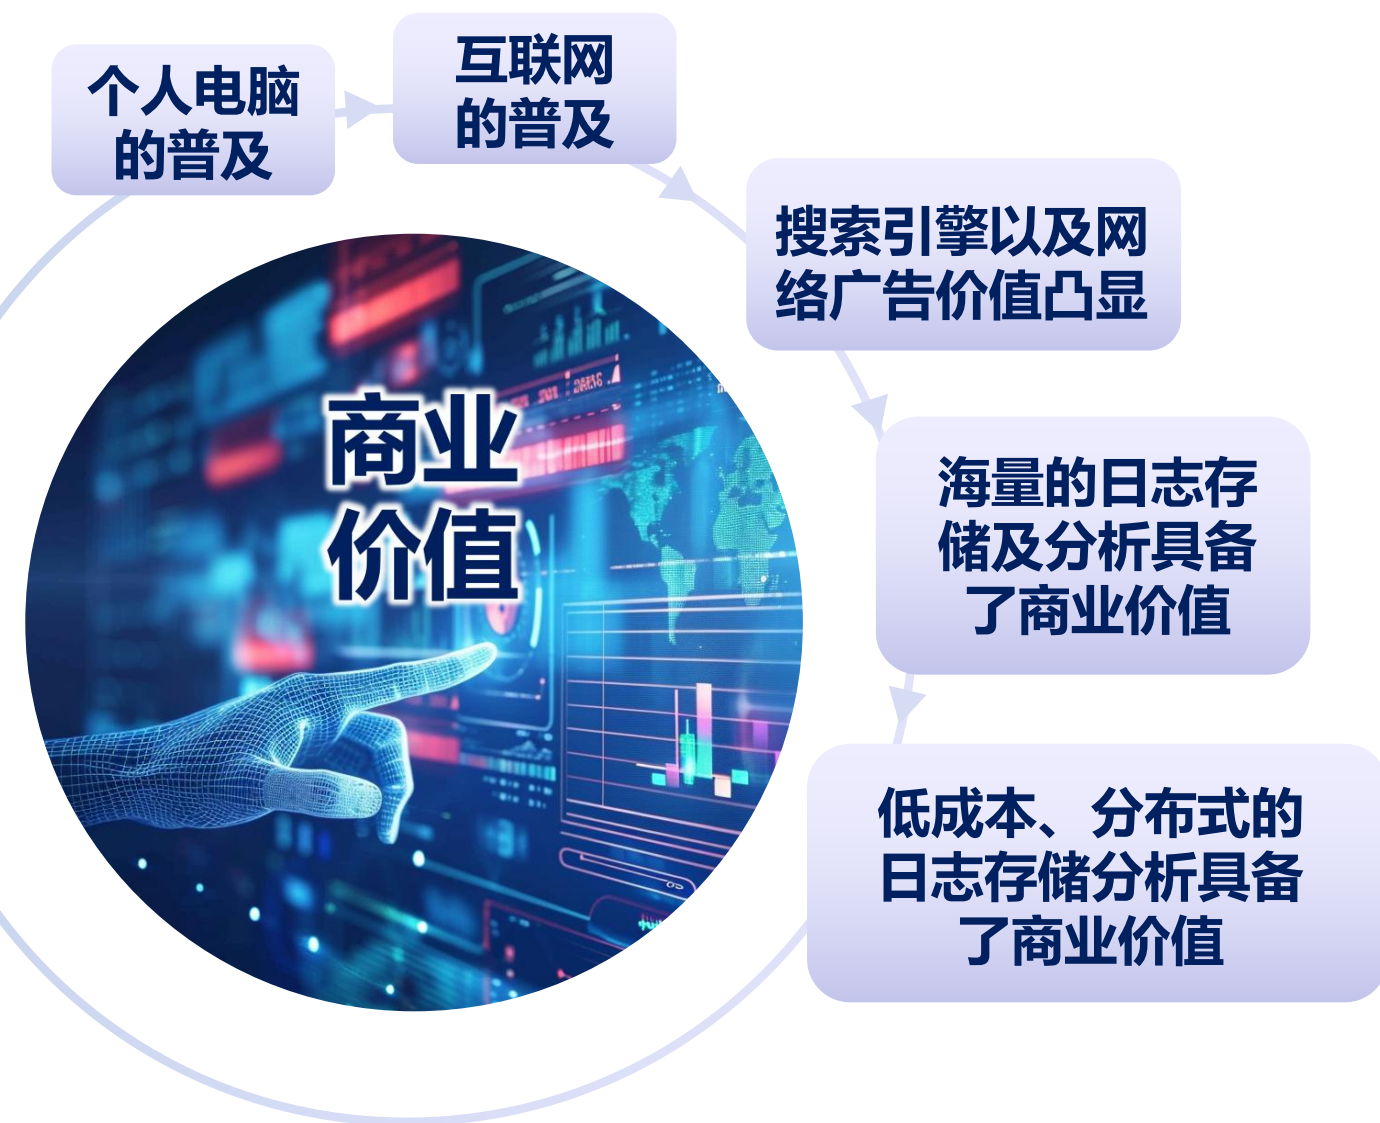 个人电脑
的普及
互联网
的普及
搜索引擎以及网
络广告价值凸显
商业
价值
海量的日志存
储及分析具备
了商业价值
低成本、分布式的
日志存储分析具备
了商业价值